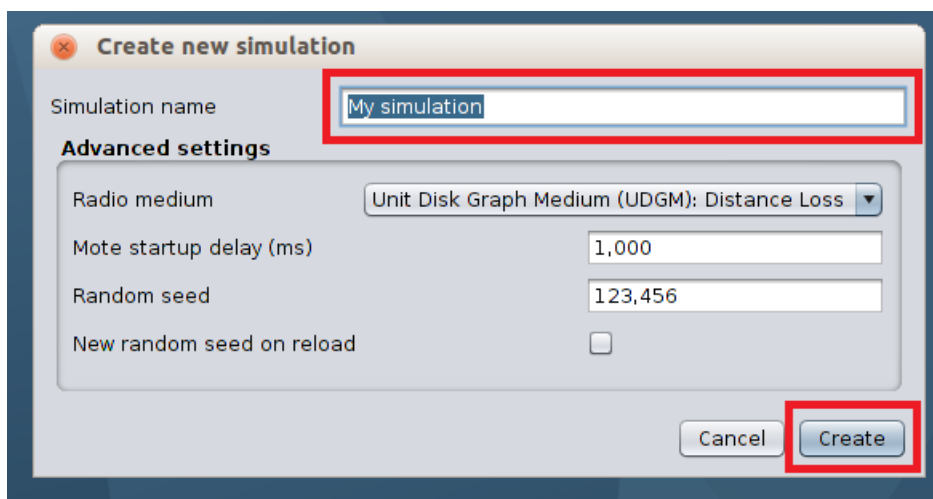 Create new simulation
Simulation name My simulation
Advanced settings
Radio medium Unit Disk Graph Medium (UDGM): Distance Loss
Mote startup delay (ms) 1,000
Random seed 123,456
New random seed on reload
Cancel Create